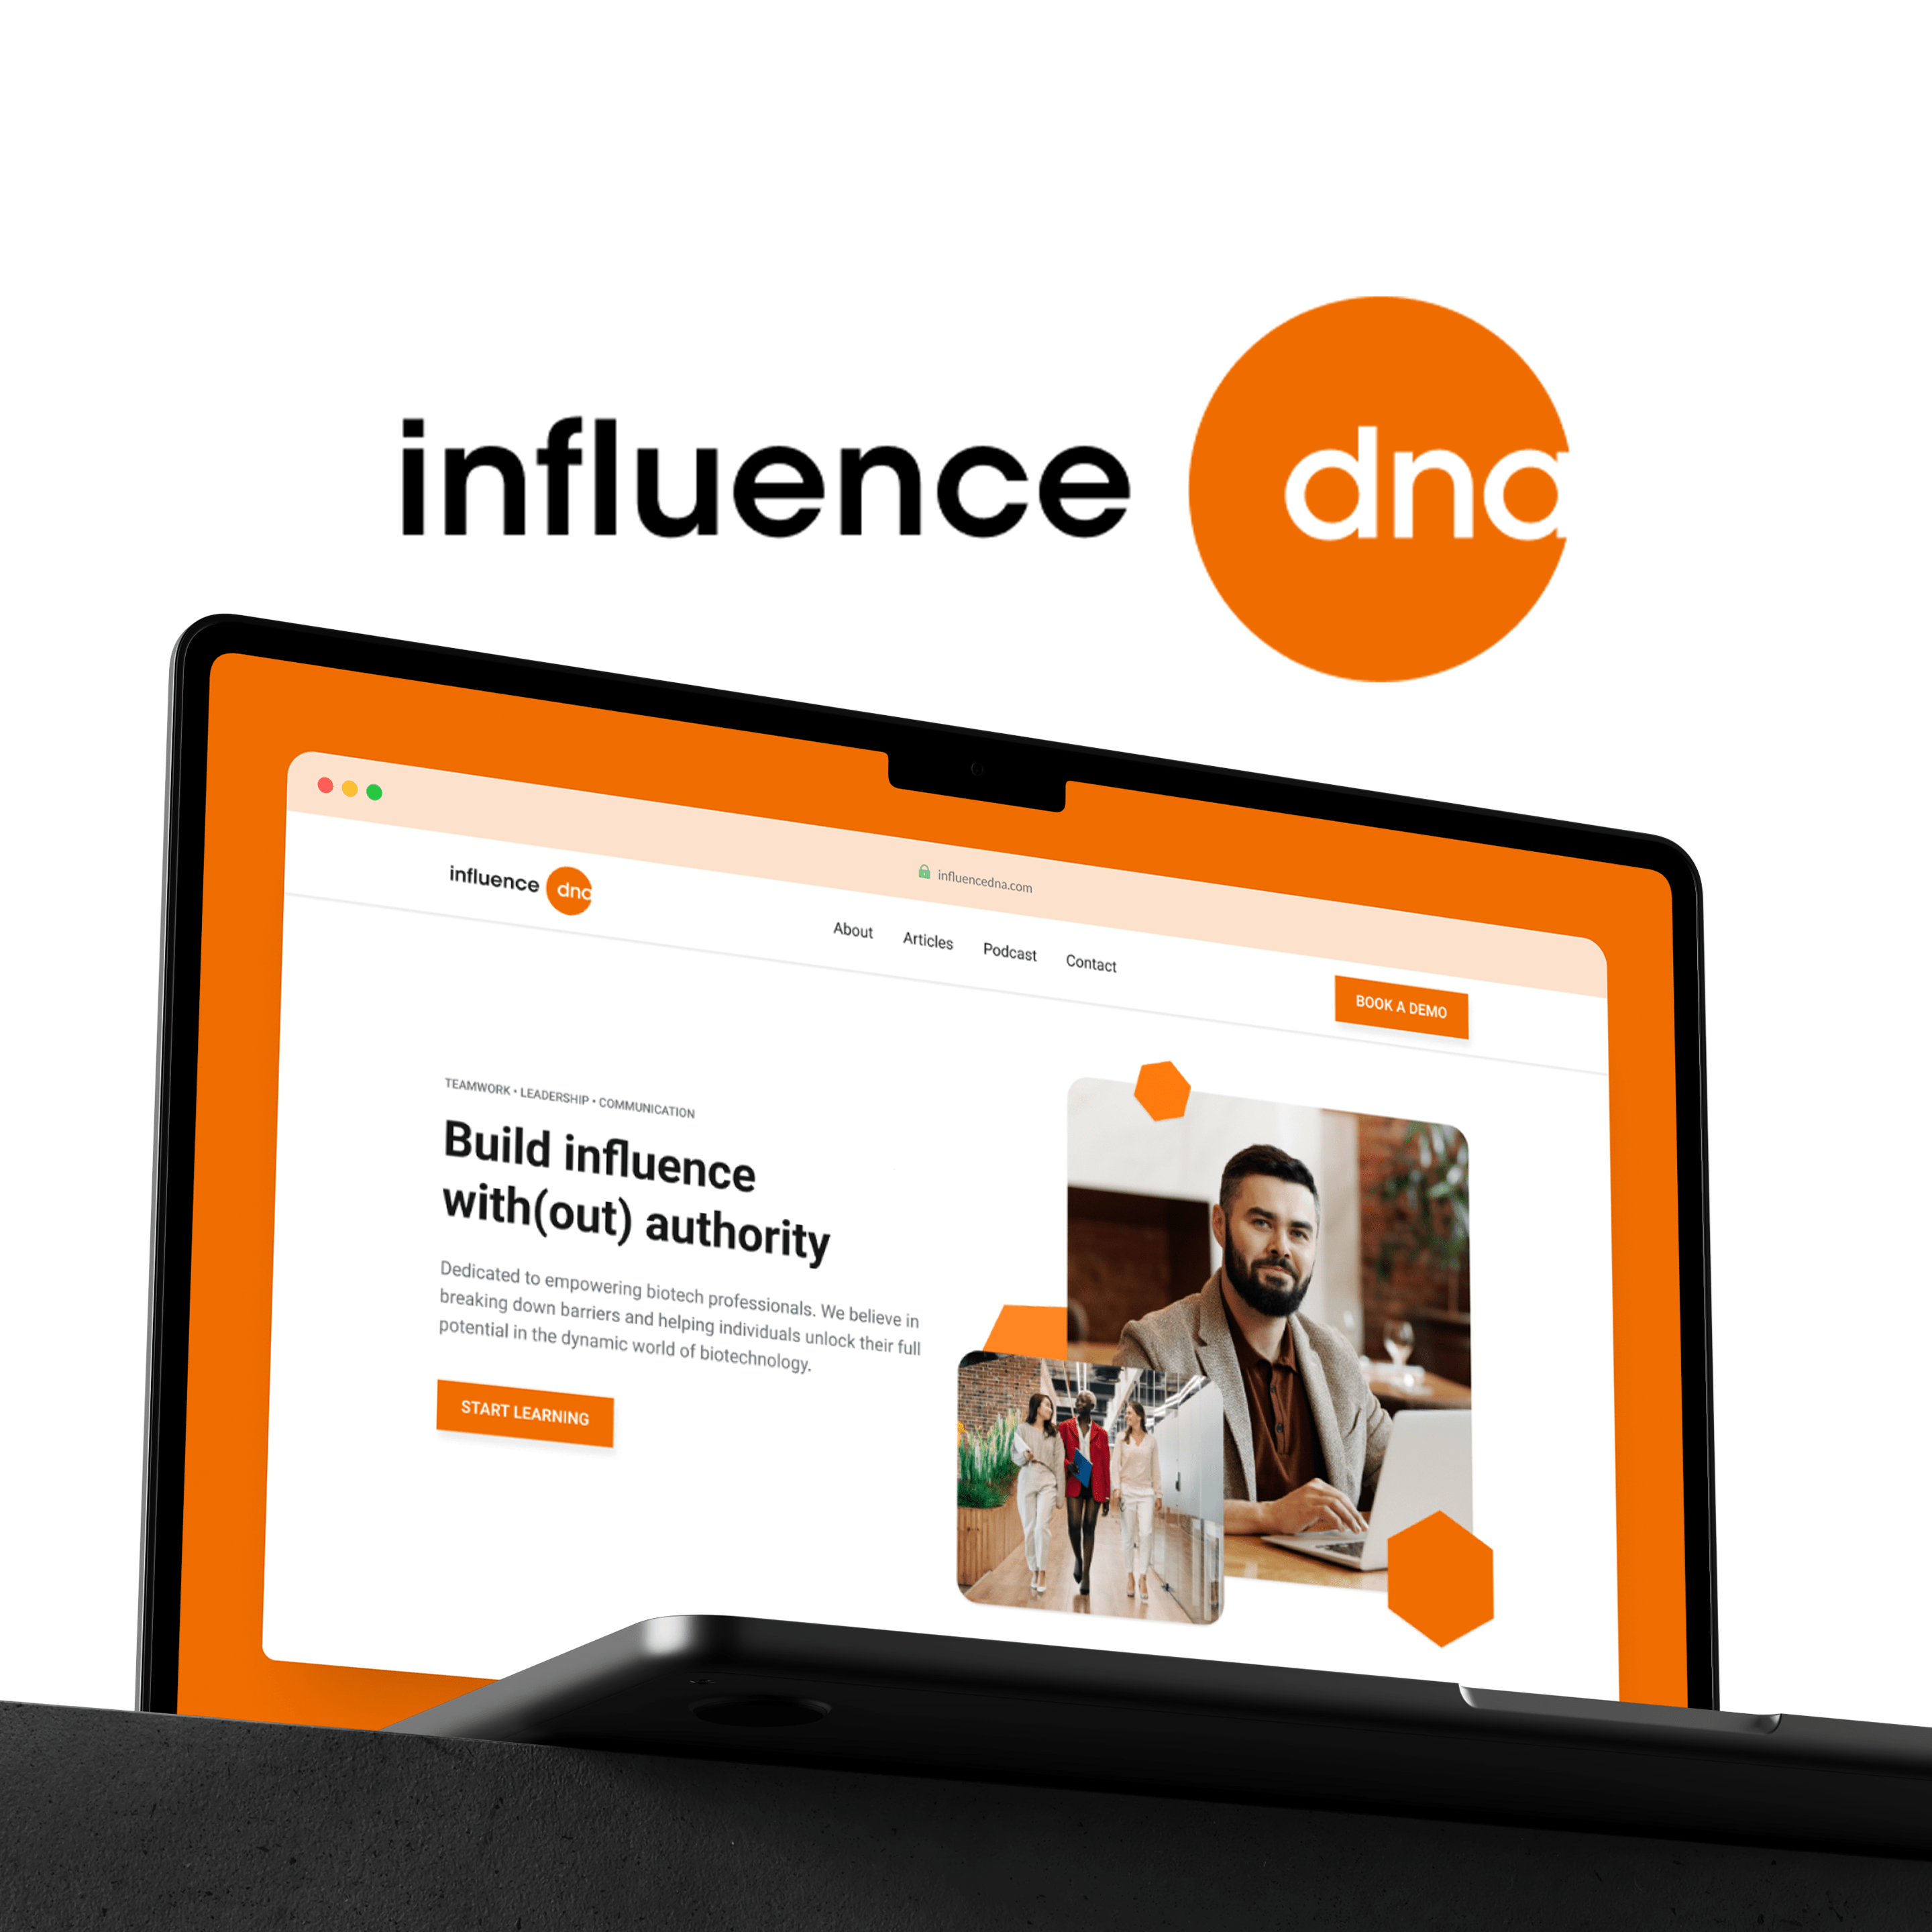 influence dna
influencedna.com
influence dna
About Articles Podcast Contact
BOOK A DEMO
TEAMWORK • LEADERSHIP • COMMUNICATION
Build influence
with(out) authority
Dedicated to empowering biotech professionals. We believe in
breaking down barriers and helping individuals unlock their full
potential in the dynamic world of biotechnology.
START LEARNING